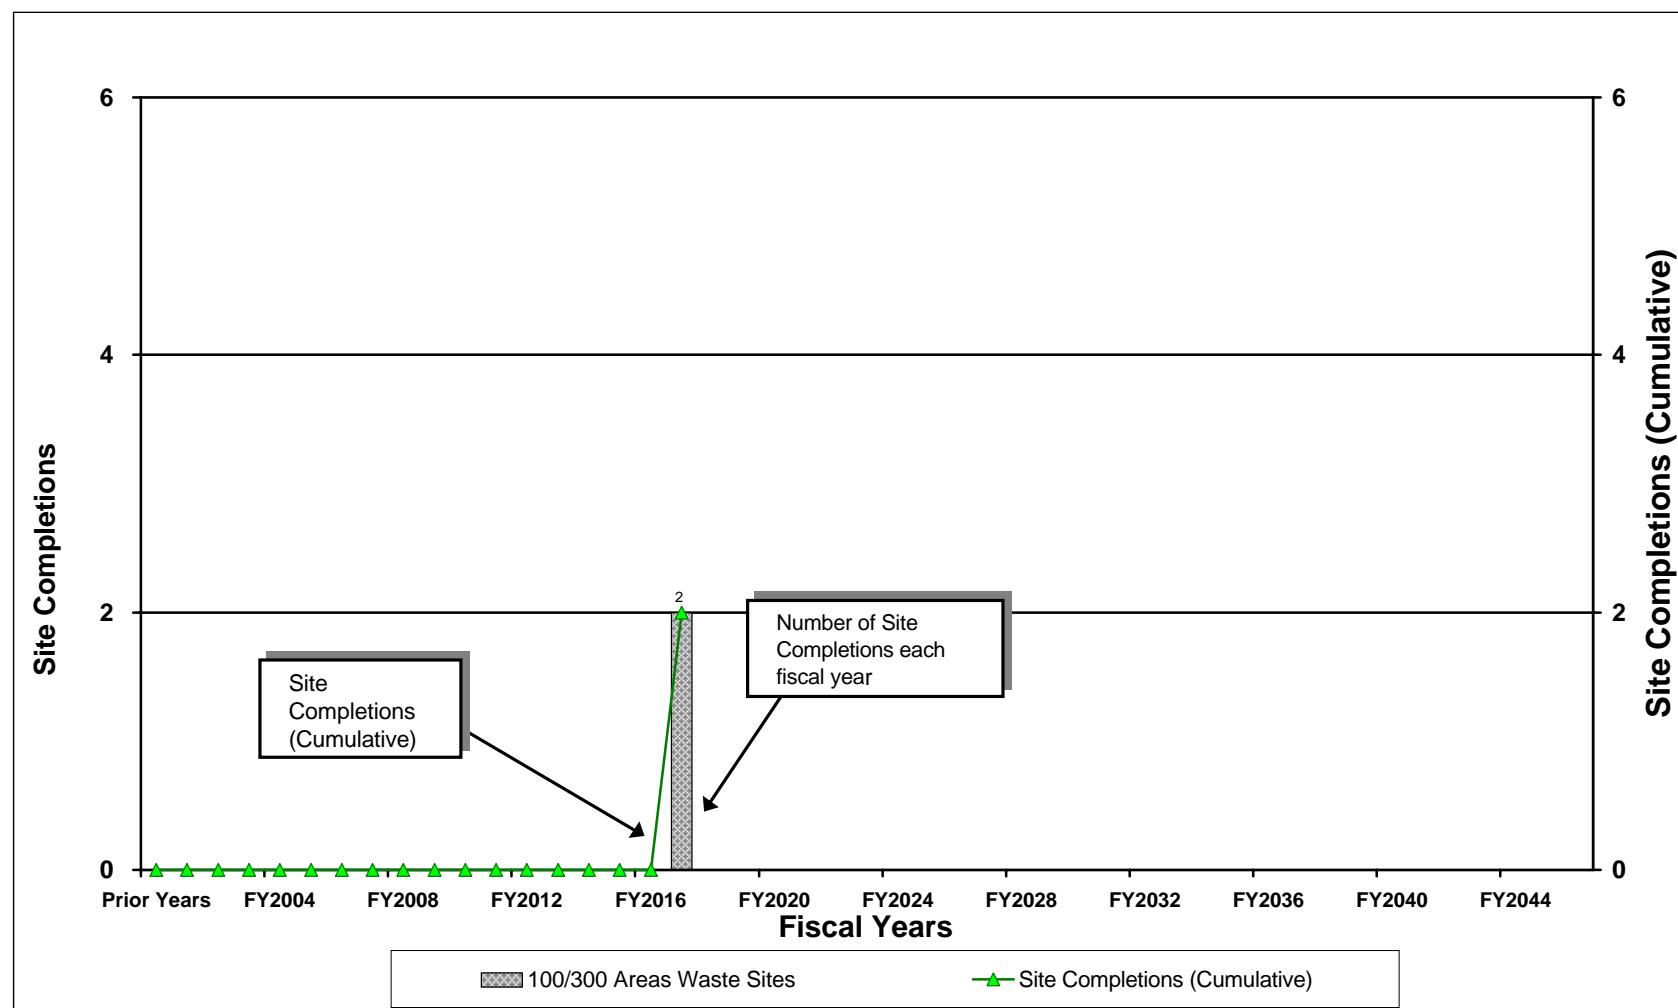 6
6
4
4
2
2
0
0
Site Completions
Site Completions (Cumulative)
2
Number of Site
Completions each
fiscal year
Site
Completions
(Cumulative)
Prior Years FY2004 FY2008 FY2012 FY2016 FY2020 FY2024 FY2028 FY2032 FY2036 FY2040 FY2044
Fiscal Years
100/300 Areas Waste Sites Site Completions (Cumulative)